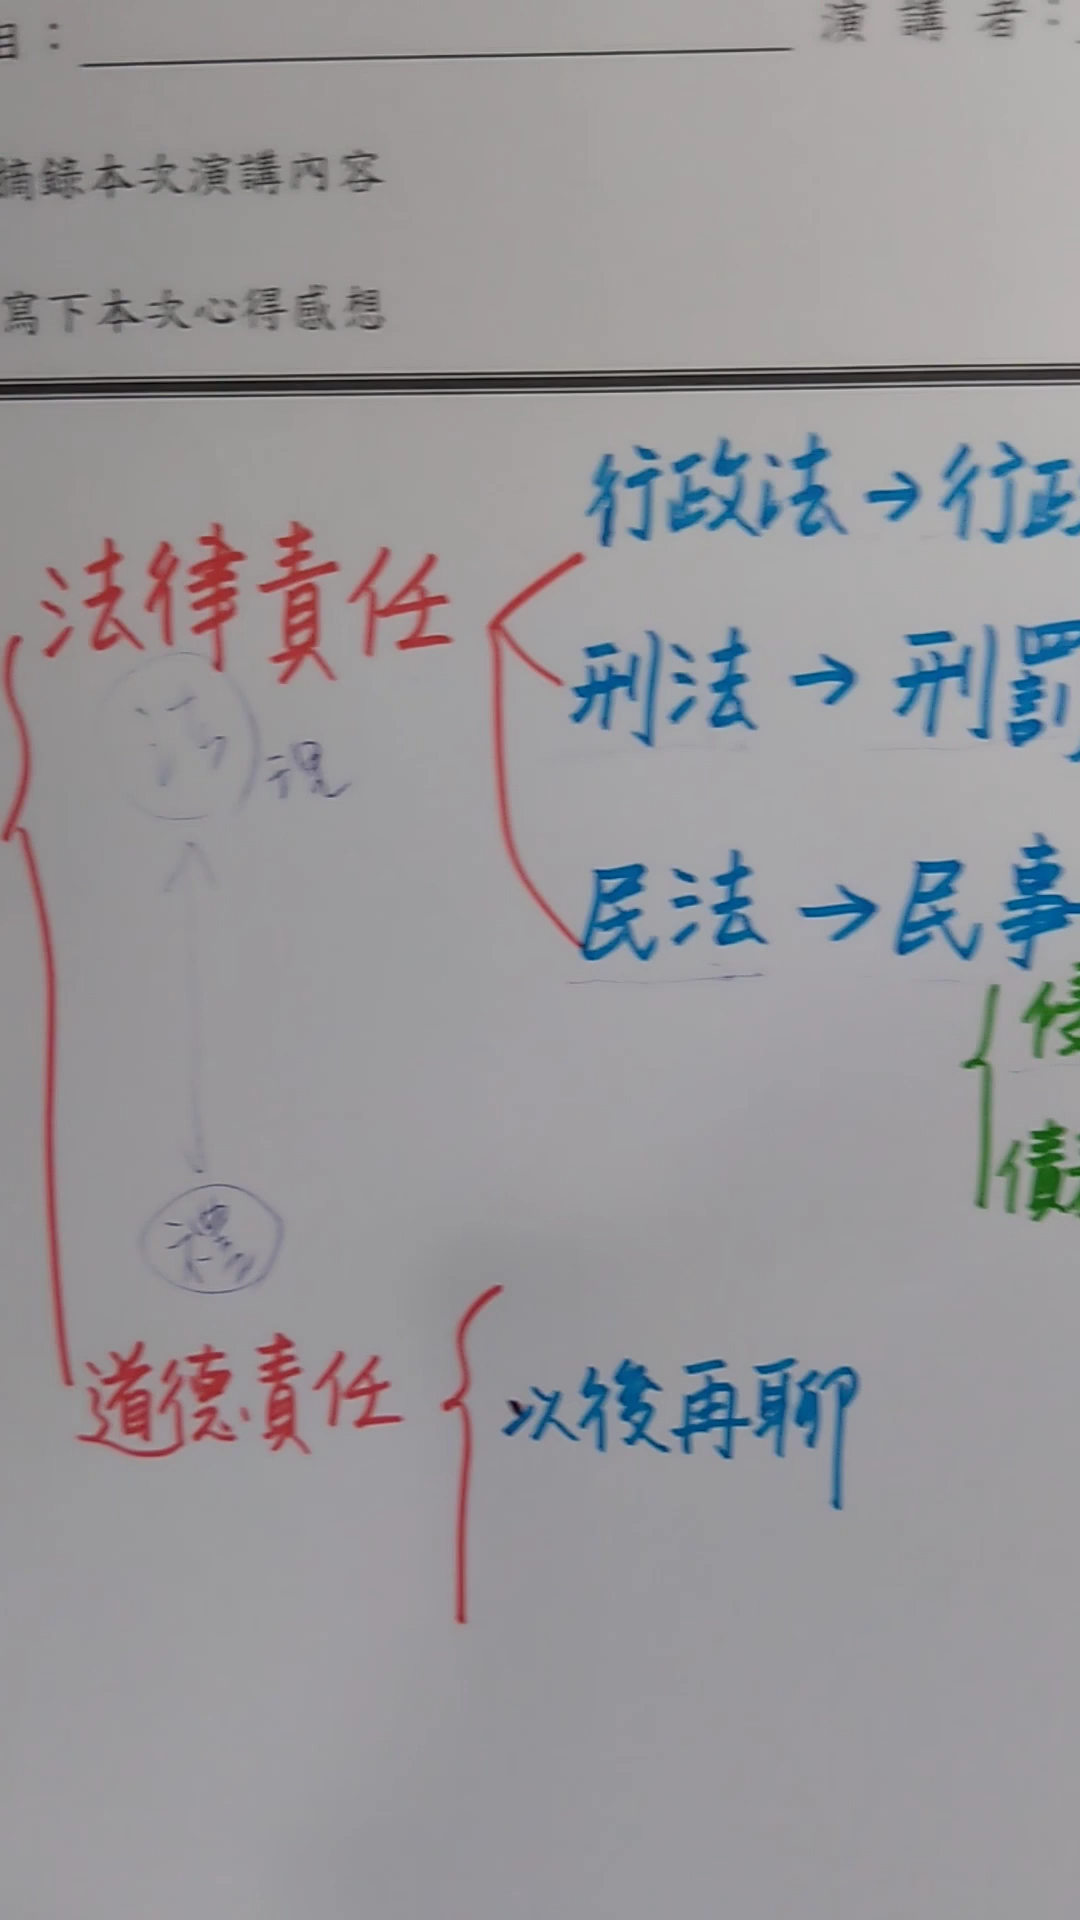 演講者：
摘錄本次演講內容
寫下本次心得感想
行政法→行政
法律責任
刑法→刑罰
民法→民事
禮
道德責任
以後再聊